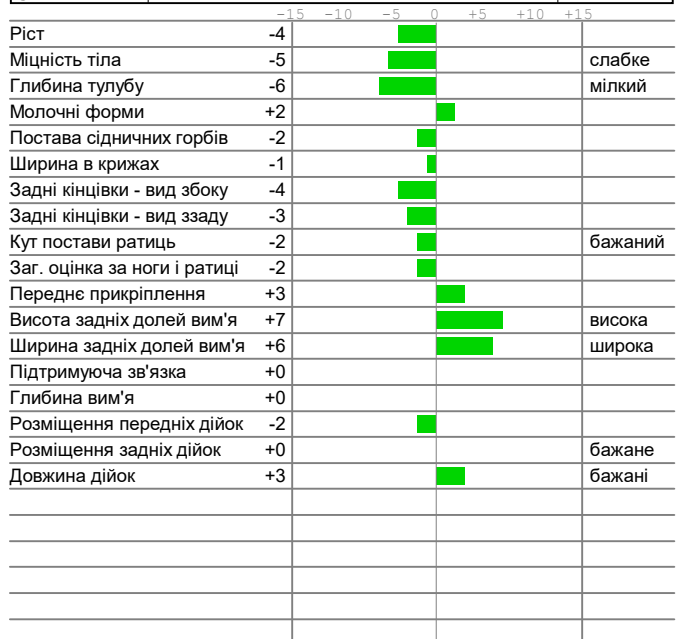 -15 -10 -5 0 +5 +10 +15
Ріст -4
Міцність тіла -5 слабке
Глибина тулубу -6 мілкий
Молочні форми +2
Постава сідничних горбів -2
Ширина в крижах -1
Задні кінцівки - вид збоку -4
Задні кінцівки - вид ззаду -3
Кут постави ратиць -2 бажаний
Заг. оцінка за ноги і ратиці -2
Переднє прикріплення +3
Висота задніх долей вим'я +7 висока
Ширина задніх долей вим'я +6 широка
Підтримуюча зв'язка +0
Глибина вим'я +0
Розміщення передніх дійок -2
Розміщення задніх дійок +0 бажане
Довжина дійок +3 бажані